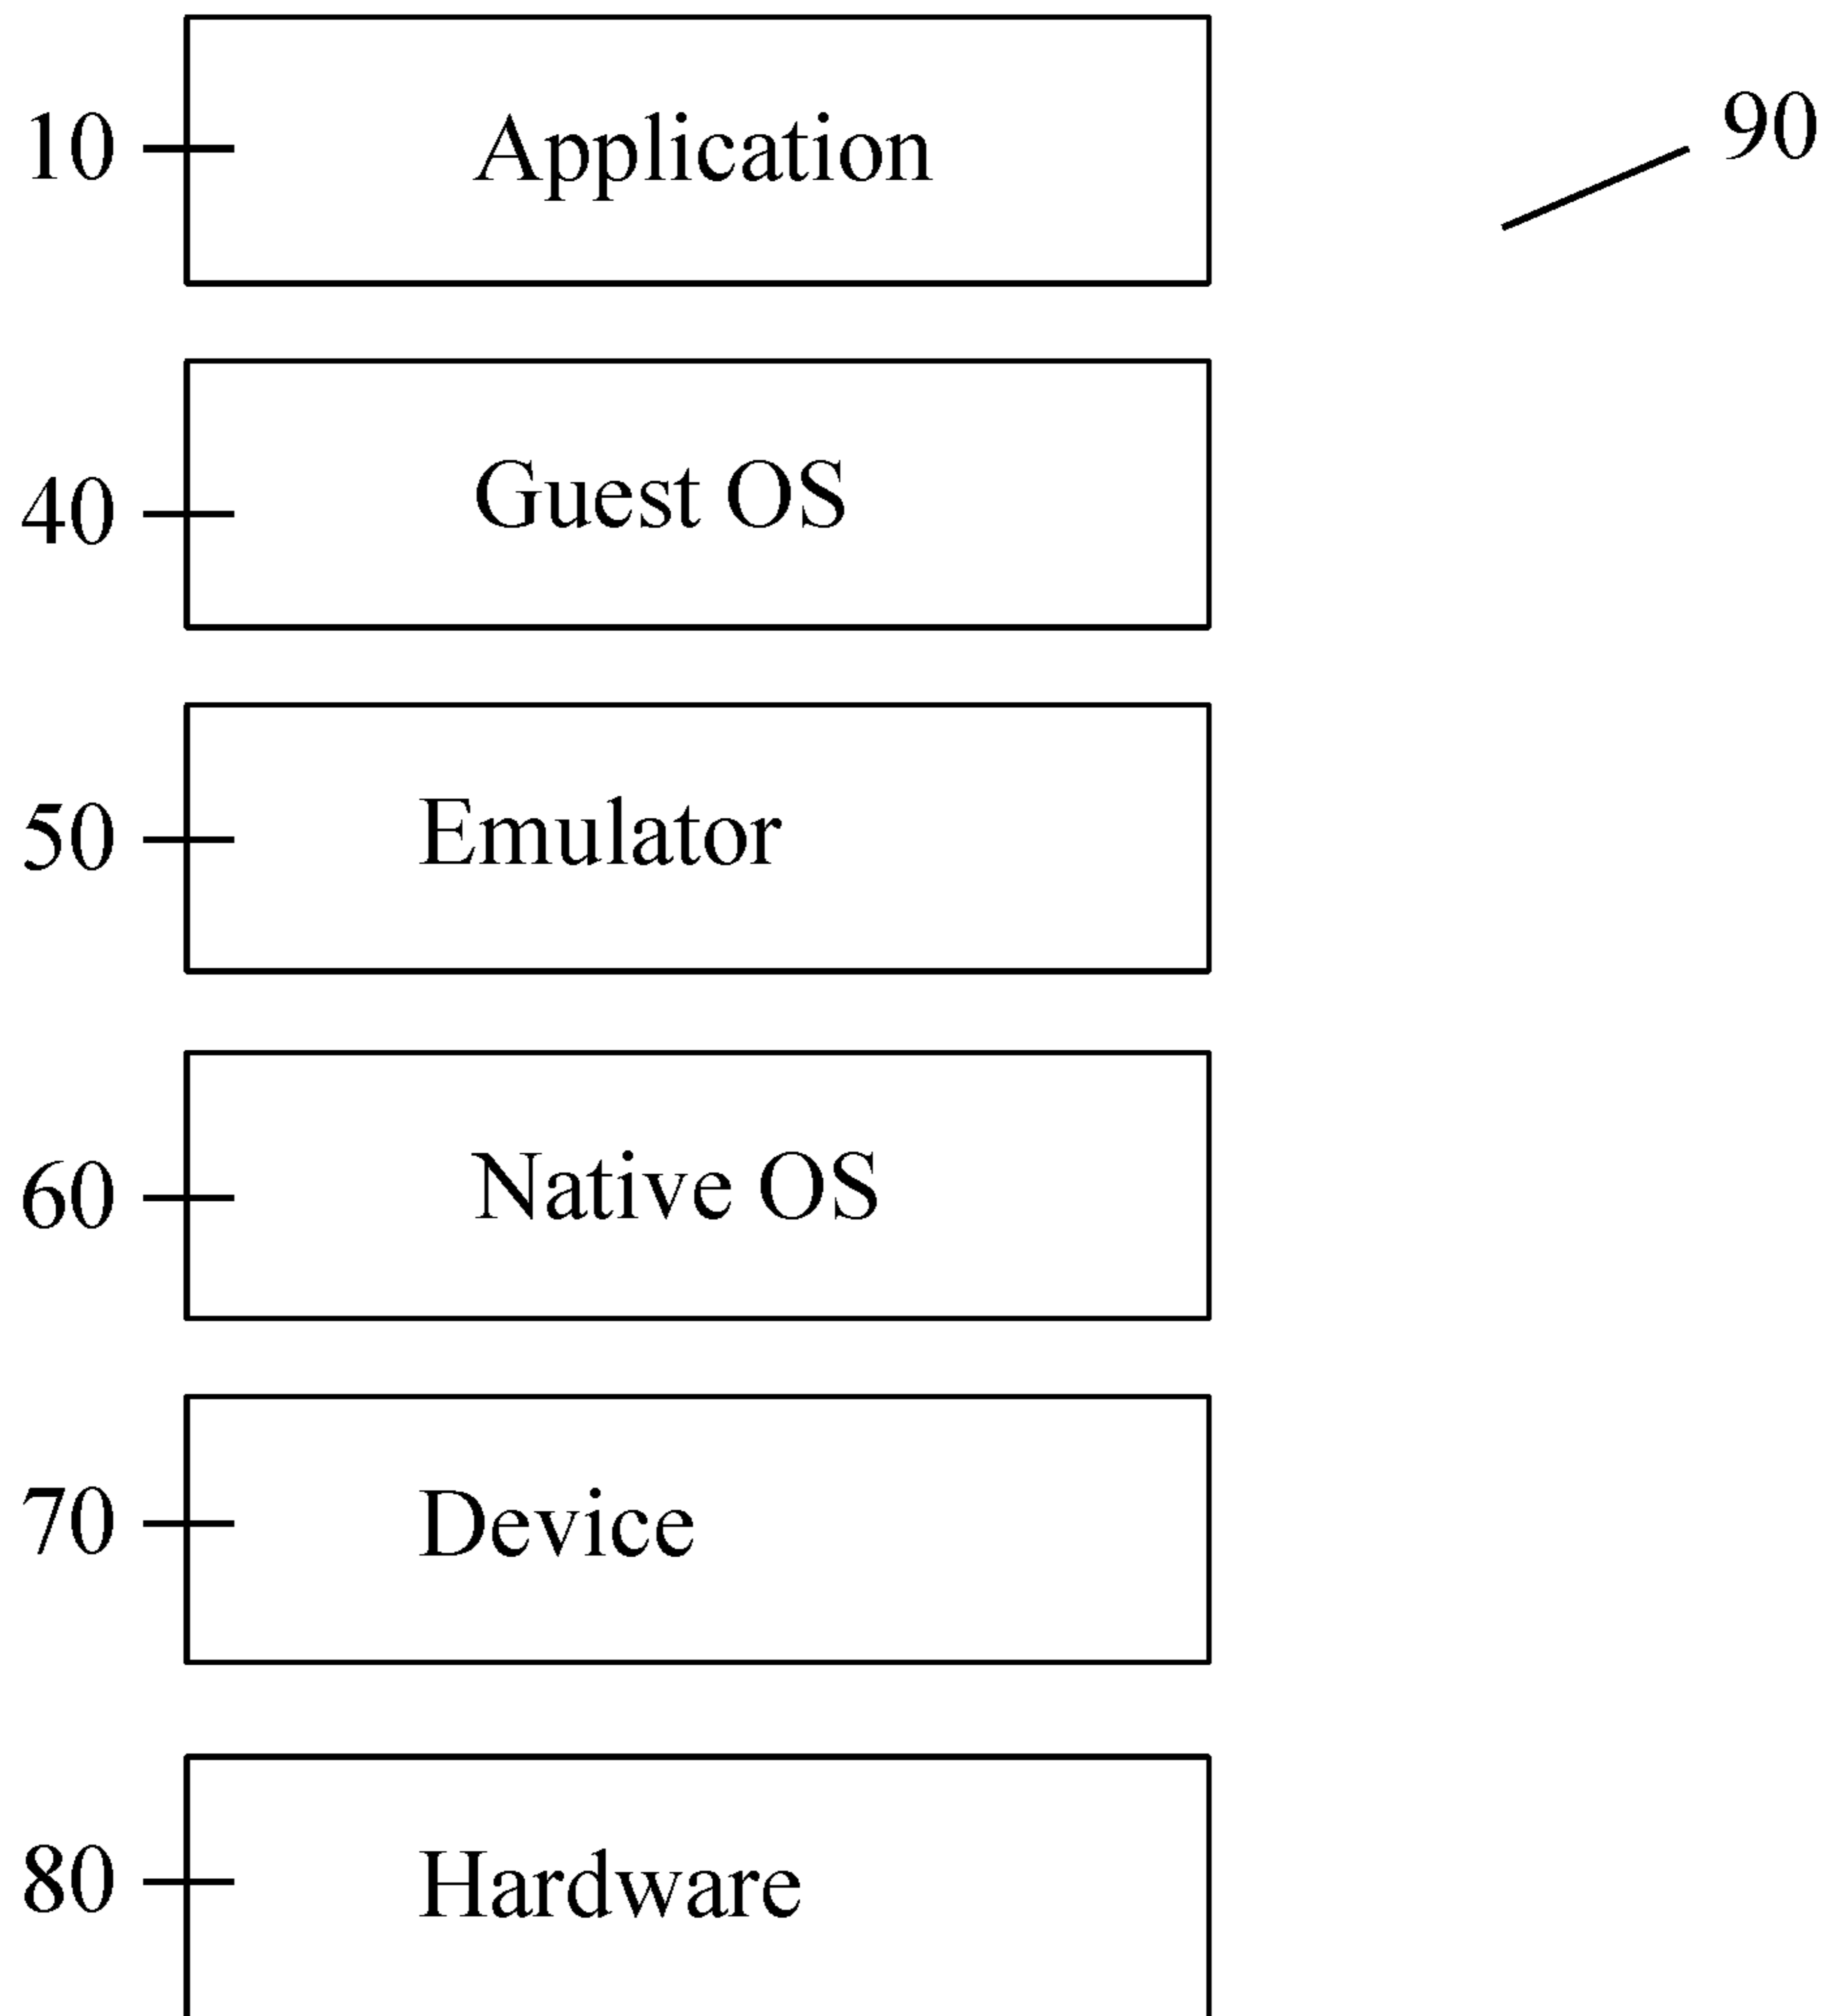 10 Application 90
40 Guest OS
50 Emulator
60 Native OS
70 Device
80 Hardware